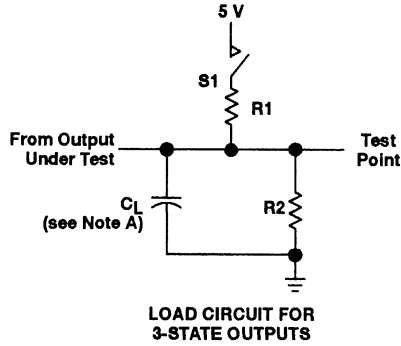 5 V
S1
R1
From Output
Under Test
Test
Point
CL
(see Note A)
R2
LOAD CIRCUIT FOR
3-STATE OUTPUTS